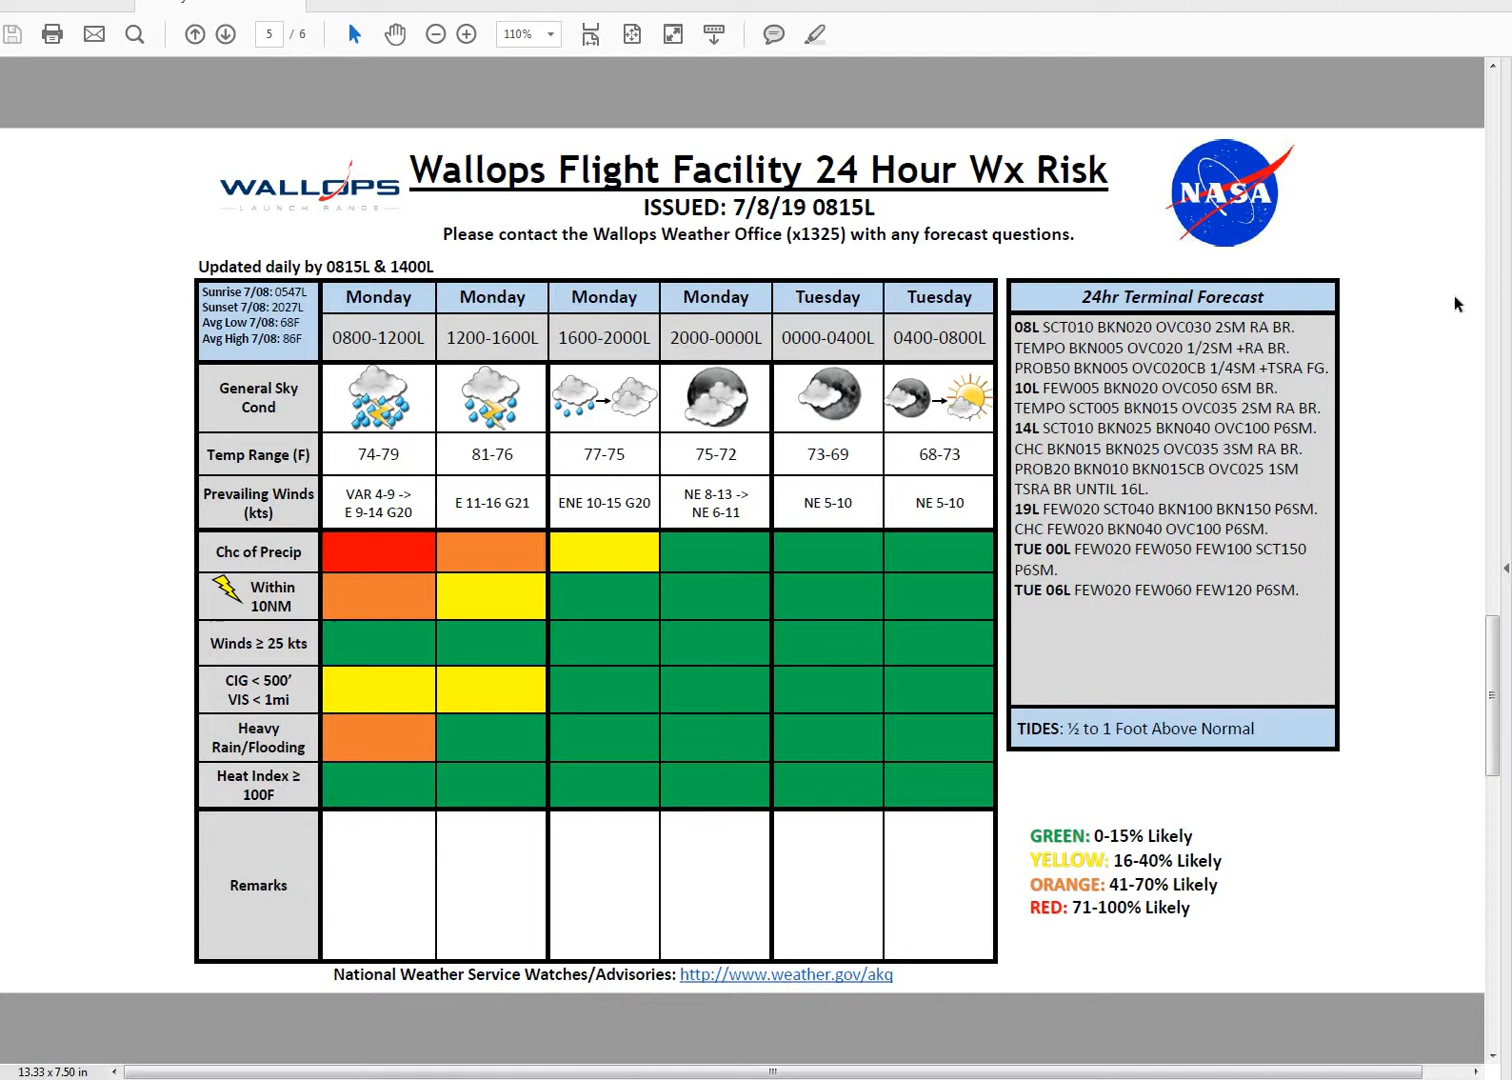 5 / 6
110%
WALLOPS
LAUNCH RANGE
Wallops Flight Facility 24 Hour Wx Risk
ISSUED: 7/8/19 0815L
Please contact the Wallops Weather Office (x1325) with any forecast questions.
NASA
Updated daily by 0815L & 1400L
Sunrise 7/08: 0547L
Sunset 7/08: 2027L
Avg Low 7/08: 68F
Avg High 7/08: 86F
Monday Monday Monday Monday Tuesday Tuesday
0800-1200L 1200-1600L 1600-2000L 2000-0000L 0000-0400L 0400-0800L
General Sky
Cond
Temp Range (F) 74-79 81-76 77-75 75-72 73-69 68-73
Prevailing Winds
(kts)
VAR 4-9 ->
E 9-14 G20
E 11-16 G21
ENE 10-15 G20
NE 8-13 ->
NE 6-11
NE 5-10
NE 5-10
Chc of Precip
Within
10NM
Winds ≥ 25 kts
CIG < 500’
VIS < 1mi
Heavy
Rain/Flooding
Heat Index ≥
100F
Remarks
National Weather Service Watches/Advisories: http://www.weather.gov/akq
24hr Terminal Forecast
08L SCT010 BKN020 OVC030 2SM RA BR.
TEMPO BKN005 OVC020 1/2SM +RA BR.
PROB50 BKN005 OVC020CB 1/4SM +TSRA FG.
10L FEW005 BKN020 OVC050 6SM BR.
TEMPO SCT005 BKN015 OVC035 2SM RA BR.
14L SCT010 BKN025 BKN040 OVC100 P6SM.
CHC BKN015 BKN025 OVC035 3SM RA BR.
PROB20 BKN010 BKN015CB OVC025 1SM
TSRA BR UNTIL 16L.
19L FEW020 SCT040 BKN100 BKN150 P6SM.
CHC FEW020 BKN040 OVC100 P6SM.
TUE 00L FEW020 FEW050 FEW100 SCT150
P6SM.
TUE 06L FEW020 FEW060 FEW120 P6SM.
TIDES: ½ to 1 Foot Above Normal
GREEN: 0-15% Likely
YELLOW: 16-40% Likely
ORANGE: 41-70% Likely
RED: 71-100% Likely
13.33 x 7.50 in